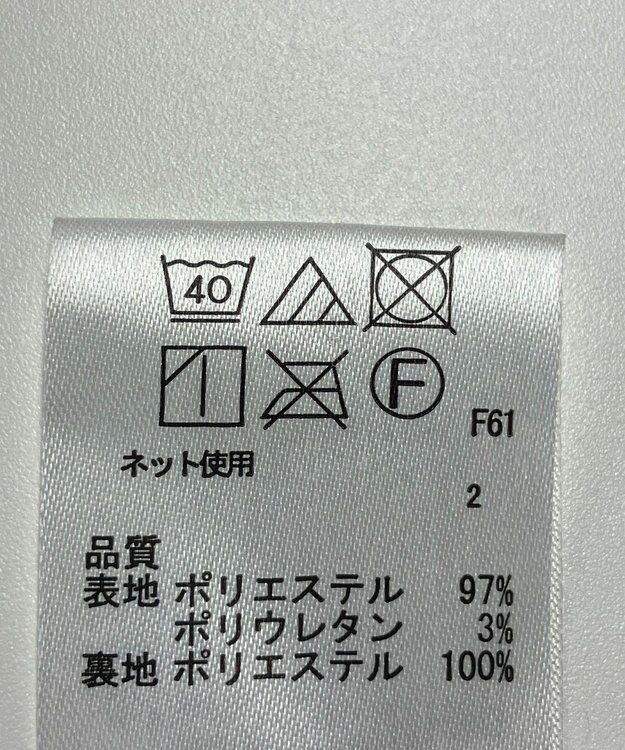 40
F
F61
ネット使用
2
品質
表地 ポリエステル 97%
ポリウレタン 3%
裏地 ポリエステル 100%